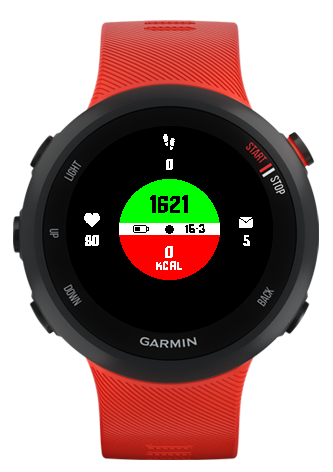 0
START
STOP
LIGHT
1621
80
UP
16-3
5
0
KCAL
DOWN
BACK
GARMIN